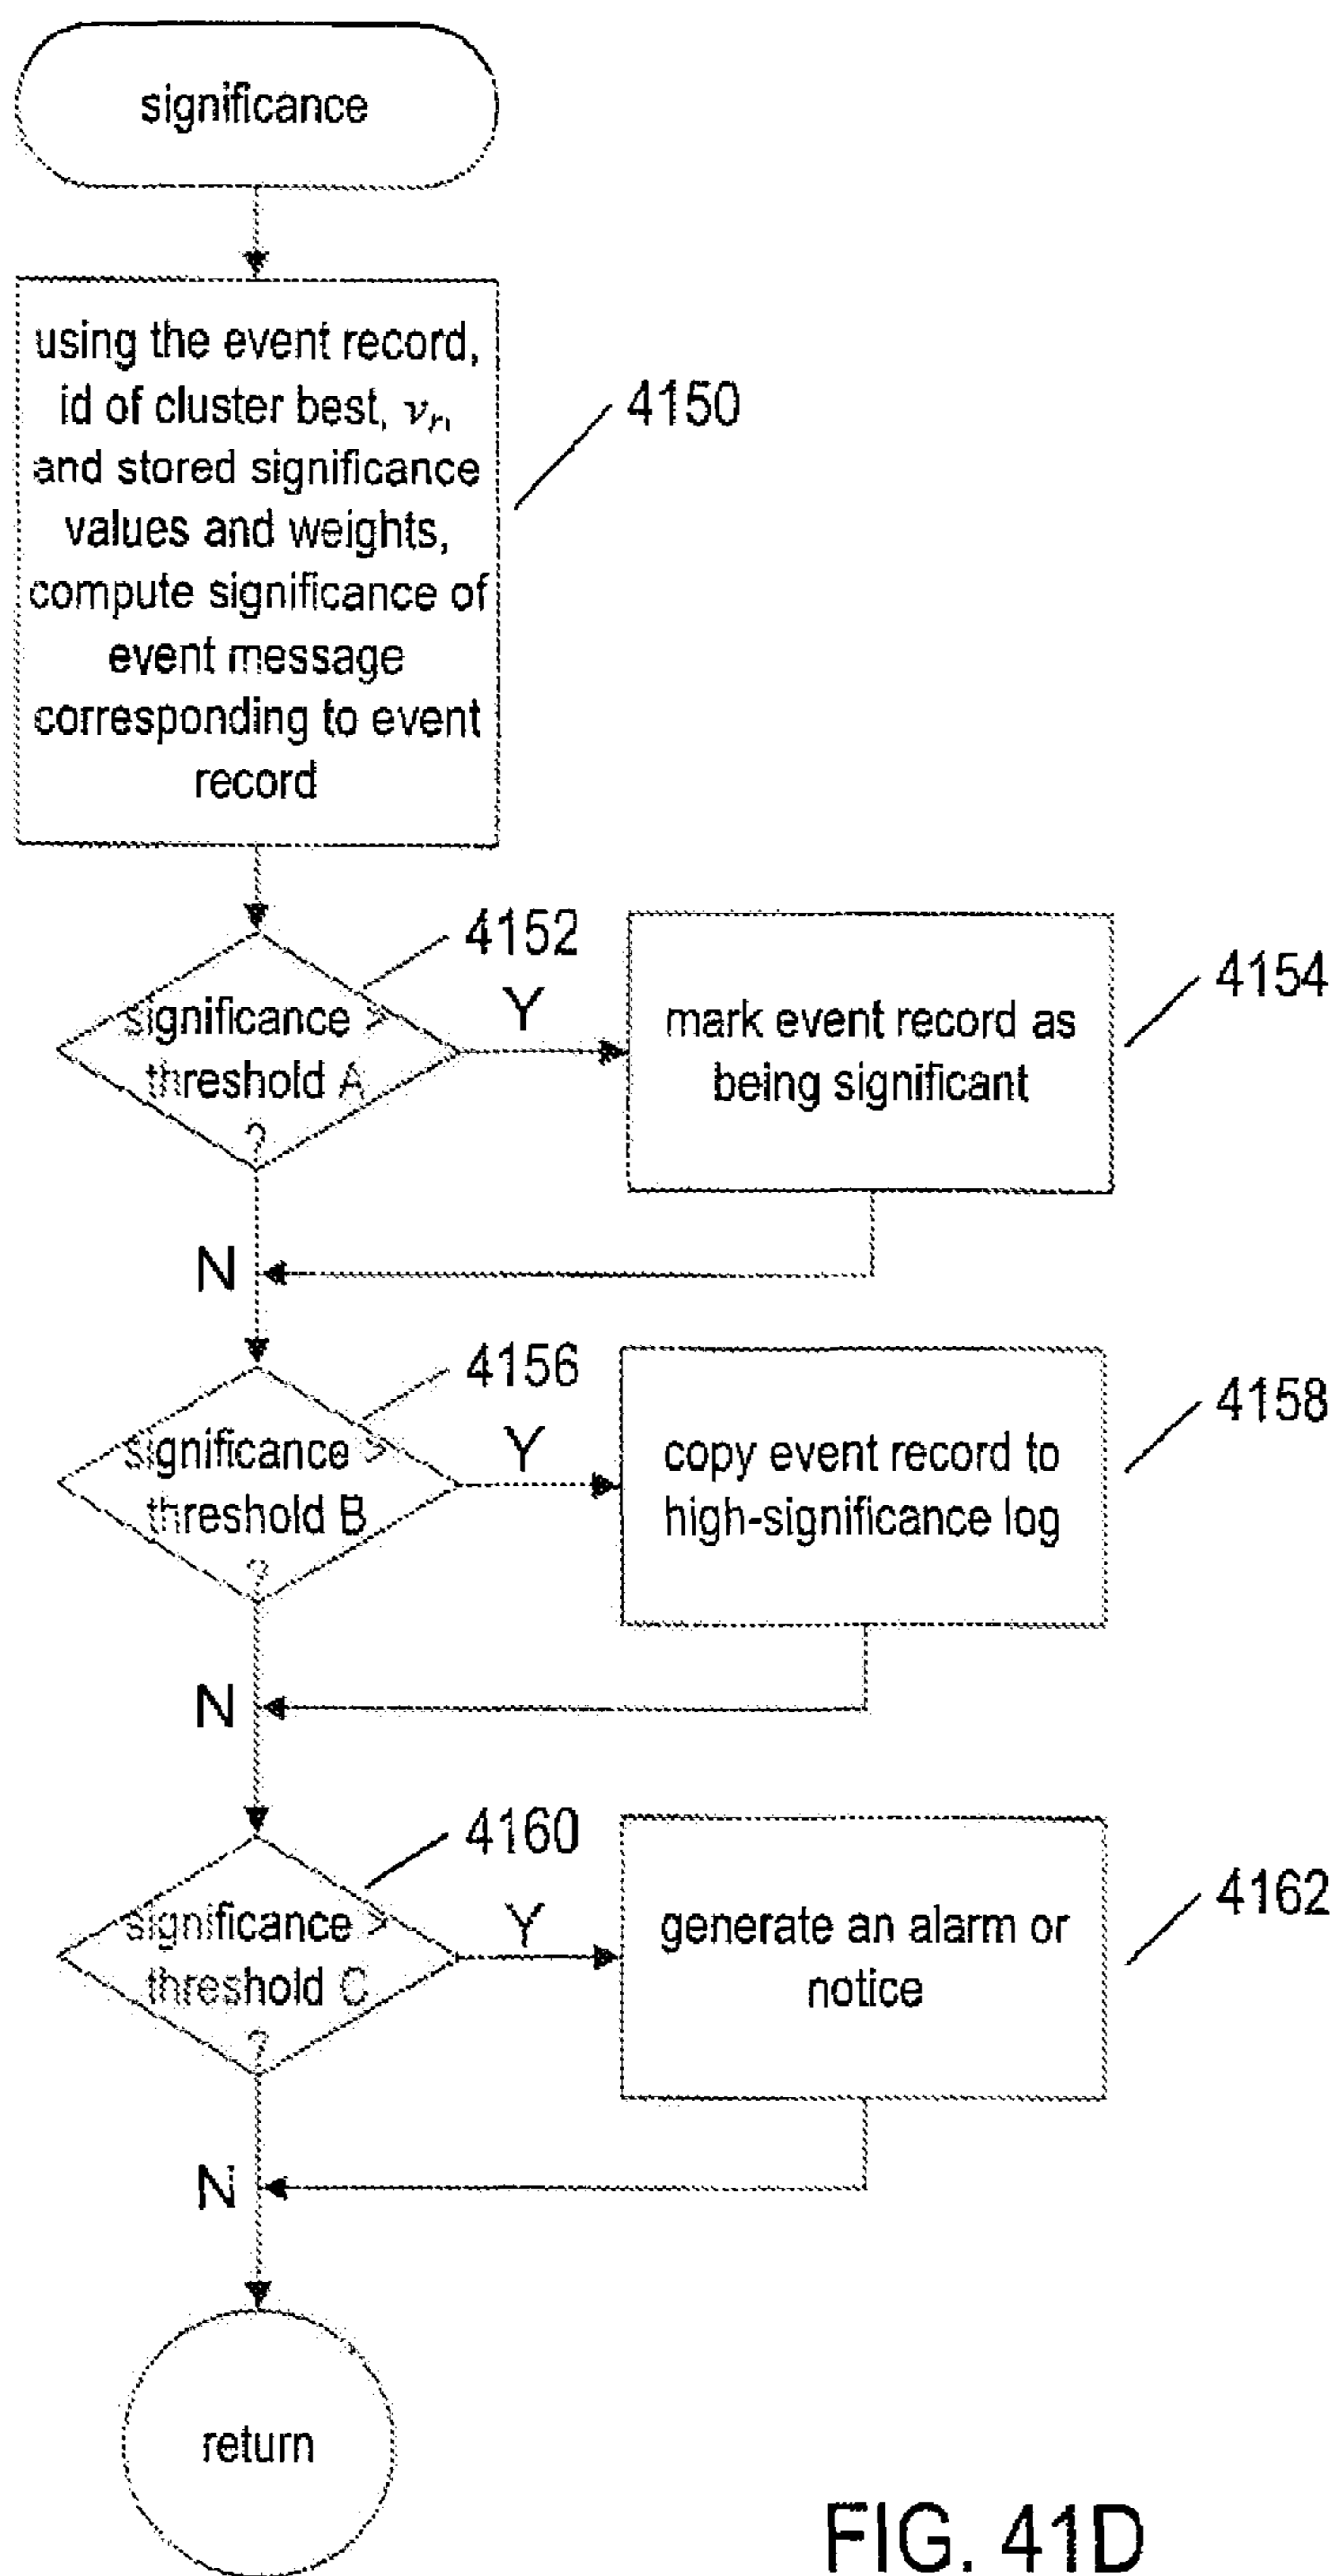 significance
using the event record,
id of cluster best, νr,
and stored significance
values and weights,
compute significance of
event message
corresponding to event
record
4150
significance >
threshold A
?
4152
Y
N
mark event record as
being significant
4154
significance >
threshold B
?
4156
Y
N
copy event record to
high-significance log
4158
significance >
threshold C
?
4160
Y
N
generate an alarm or
notice
4162
return
FIG. 41D